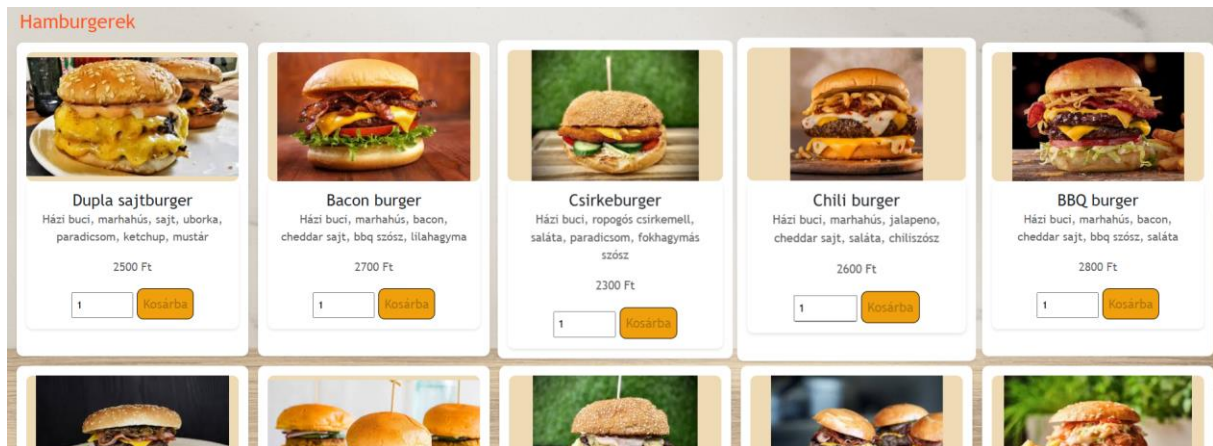 Hamburgerek
Dupla sajtburger
Házi buci, marhahús, sajt, uborka,
paradicsom, ketchup, mustár
2500 Ft
1
Kosárba
Bacon burger
Házi buci, marhahús, bacon,
cheddar sajt, bbq szósz, lilahagyma
2700 Ft
1
Kosárba
Csirkeburger
Házi buci, ropogós csirkemell,
saláta, paradicsom, fokhagymás
szósz
2300 Ft
1
Kosárba
Chili burger
Házi buci, marhahús, jalapeno,
cheddar sajt, saláta, chiliszósz
2600 Ft
1
Kosárba
BBQ burger
Házi buci, marhahús, bacon,
cheddar sajt, bbq szósz, saláta
2800 Ft
1
Kosárba